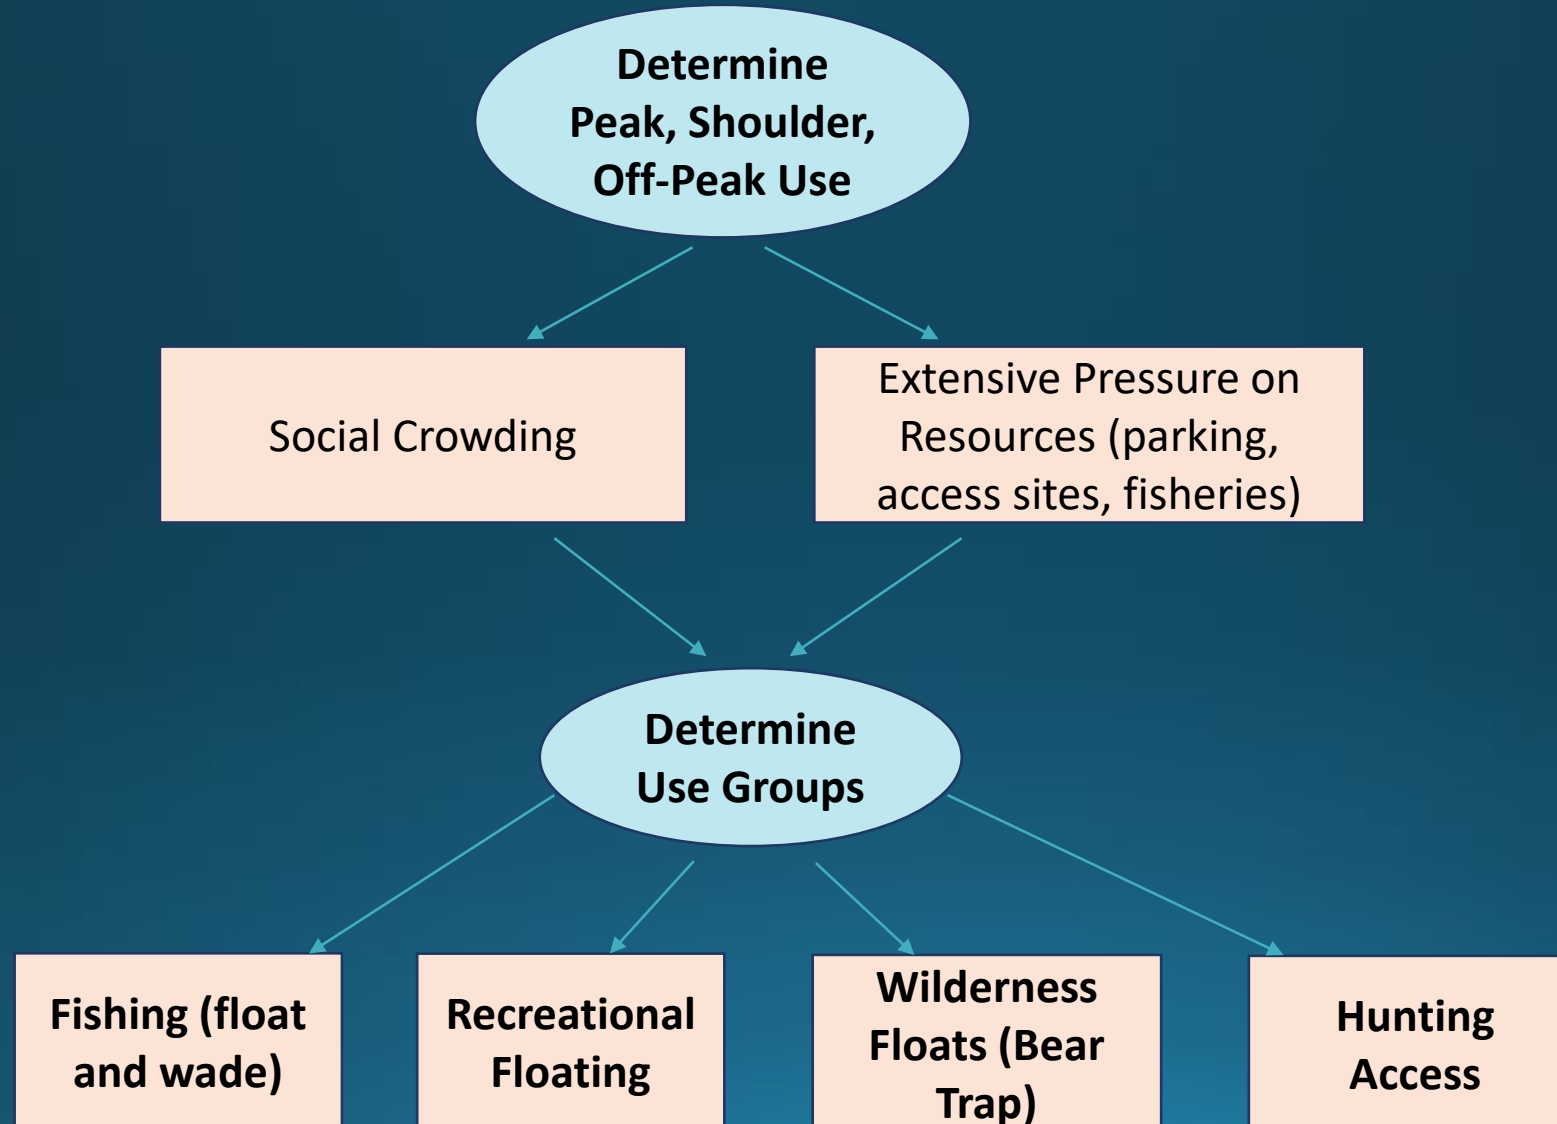 Determine
Peak, Shoulder,
Off-Peak Use
Social Crowding
Extensive Pressure on
Resources (parking,
access sites, fisheries)
Determine
Use Groups
Fishing (float
and wade)
Recreational
Floating
Wilderness
Floats (Bear
Trap)
Hunting
Access